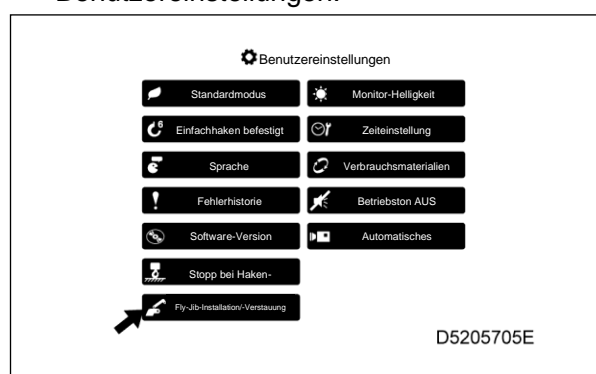 Benutzereinstellungen.
Benutzereinstellungen
Standardmodus
Monitor-Helligkeit
6
Einfachhaken befestigt
Zeiteinstellung
Sprache
Verbrauchsmaterialien
Fehlerhistorie
Betriebston AUS
Software-Version
Automatisches
Stopp bei Haken-
Fly-Jib-Installation/-Verstauung
D5205705E